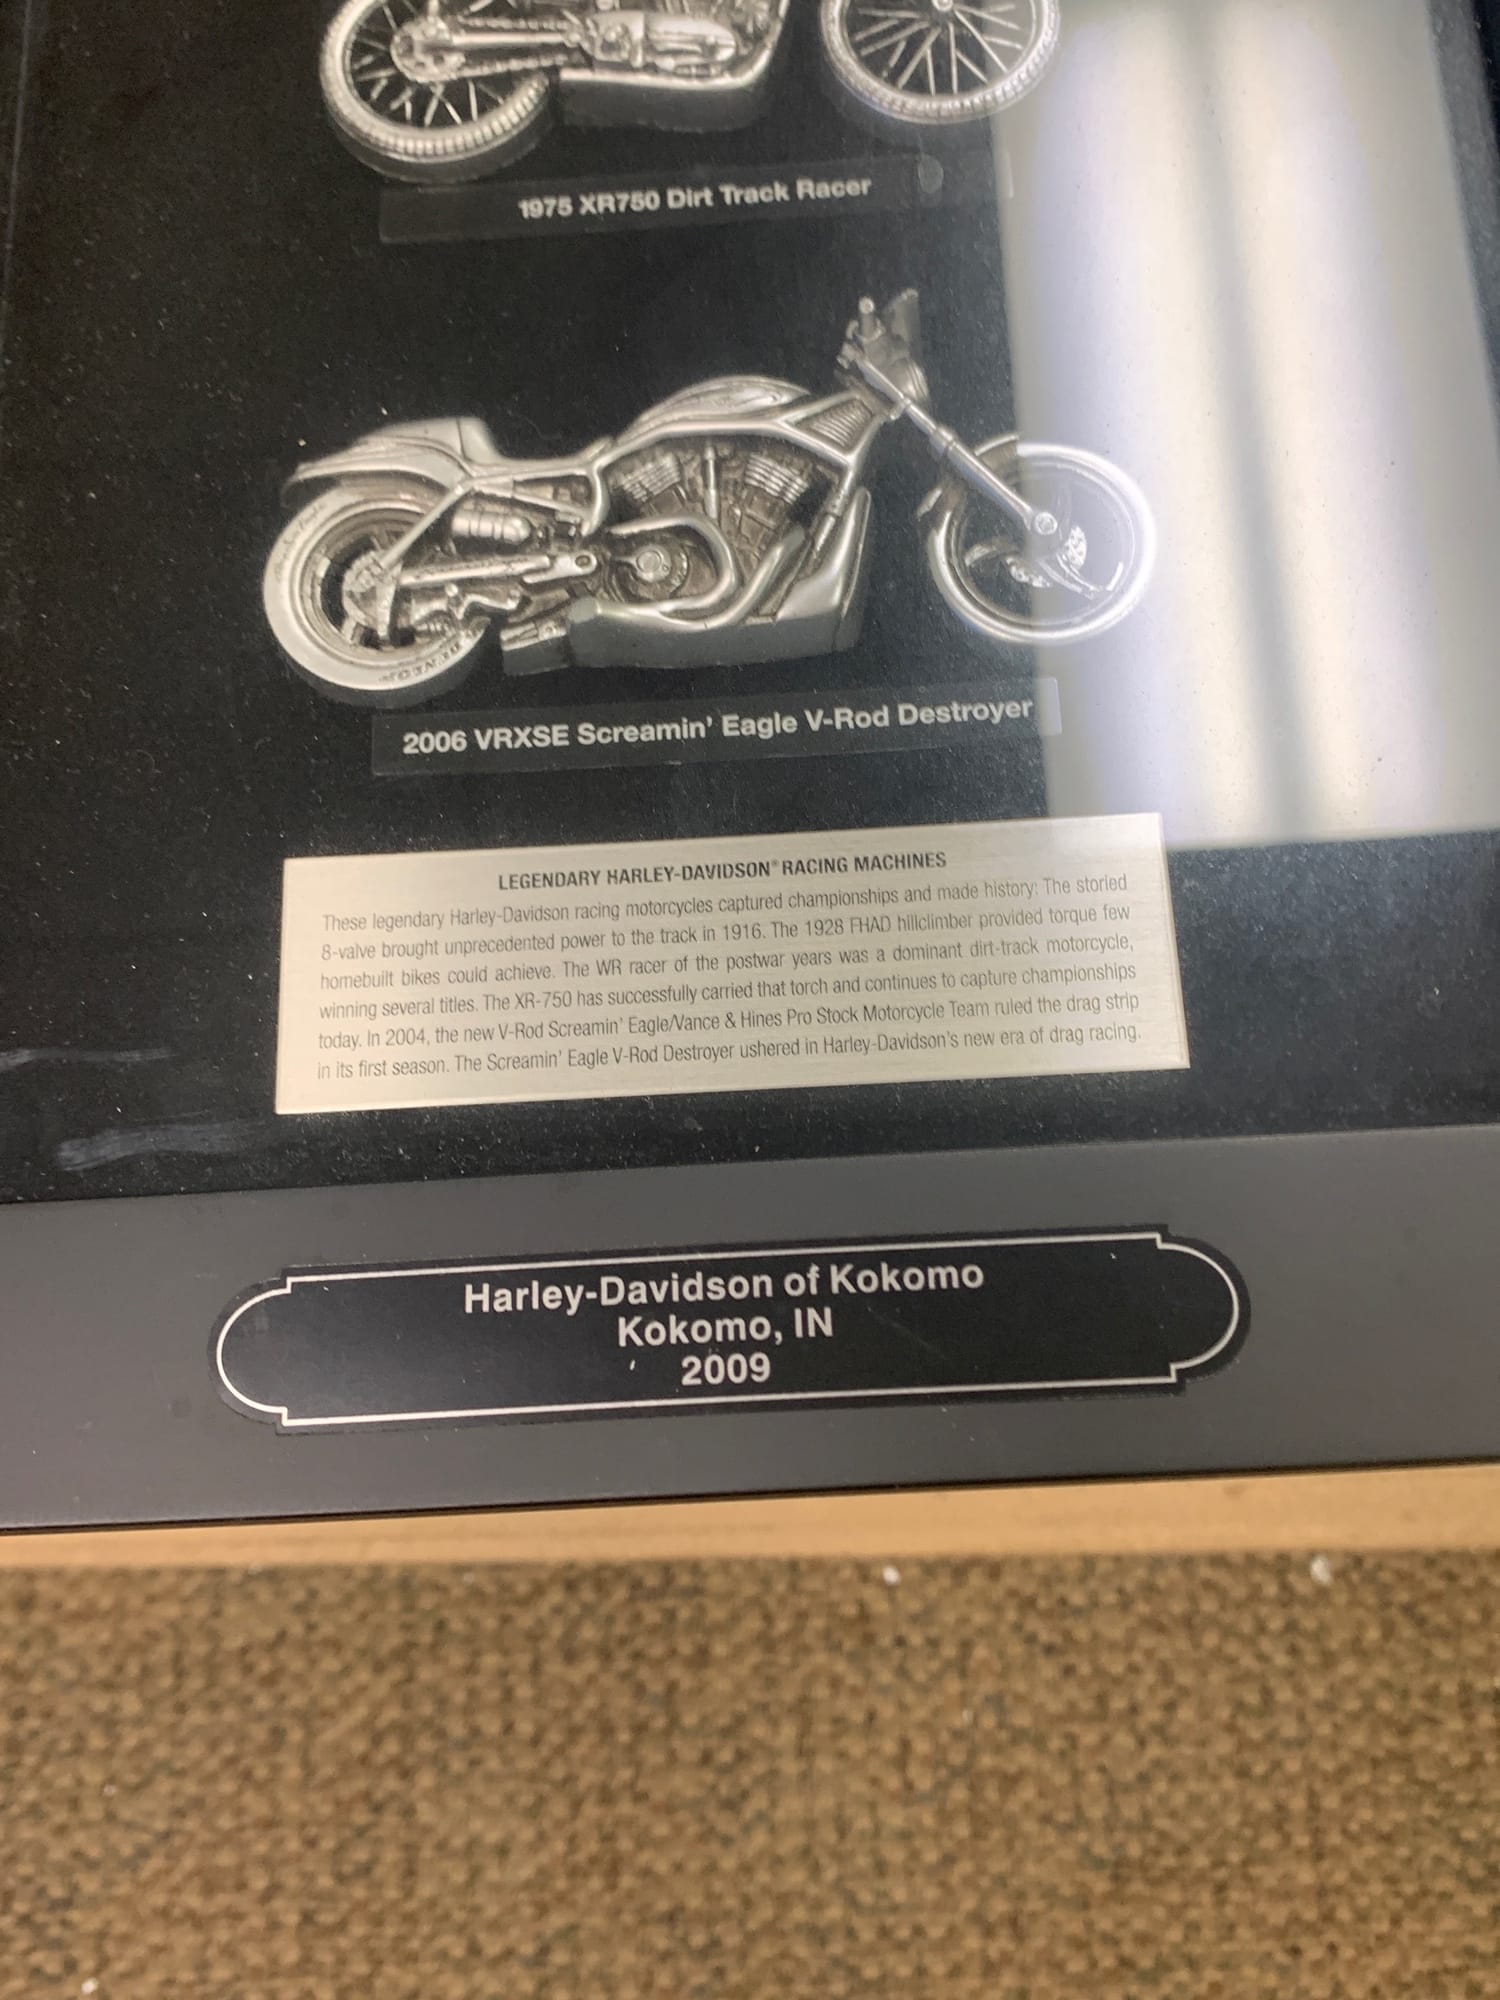 1975 XR750 Dirt Track Racer
2006 VRXSE Screamin' Eagle V-Rod Destroyer
LEGENDARY HARLEY-DAVIDSON® RACING MACHINES
These legendary Harley-Davidson racing motorcycles captured championships and made history: The storied
8-valve brought unprecedented power to the track in 1916. The 1928 FHAD hillclimber provided torque few
homebuilt bikes could achieve. The WR racer of the postwar years was a dominant dirt-track motorcycle,
winning several titles. The XR-750 has successfully carried that torch and continues to capture championships
today. In 2004, the new V-Rod Screamin' Eagle/Vance & Hines Pro Stock Motorcycle Team ruled the drag strip
in its first season. The Screamin' Eagle V-Rod Destroyer ushered in Harley-Davidson's new era of drag racing.
Harley-Davidson of Kokomo
Kokomo, IN
2009